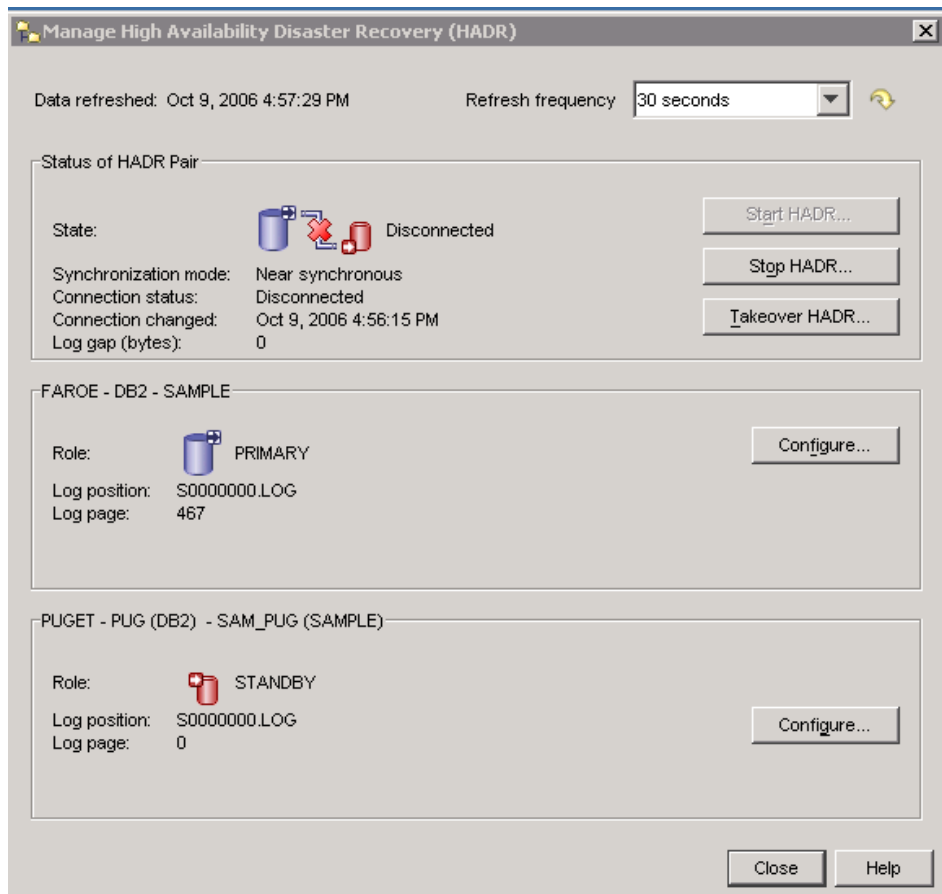 Manage High Availability Disaster Recovery (HADR)
Data refreshed: Oct 9, 2006 4:57:29 PM Refresh frequency 30 seconds
Status of HADR Pair
State: Disconnected
Start HADR...
Synchronization mode: Near synchronous
Stop HADR...
Connection status: Disconnected
Connection changed: Oct 9, 2006 4:56:15 PM
Takeover HADR...
Log gap (bytes): 0
FAROE - DB2 - SAMPLE
Role: PRIMARY
Configure...
Log position: S0000000.LOG
Log page: 467
PUGET - PUG (DB2) - SAM_PUG (SAMPLE)
Role: STANDBY
Log position: S0000000.LOG
Configure...
Log page: 0
Close Help